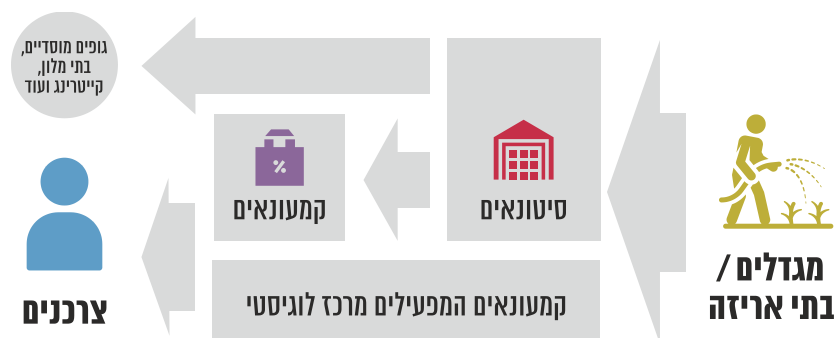 מגדלים /
בתי אריזה
סיטונאים
%
קמעונאים
קמעונאים המפעילים מרכז לוגיסטי
גופים מוסדיים,
בתי מלון,
קייטרינג ועוד
צרכנים